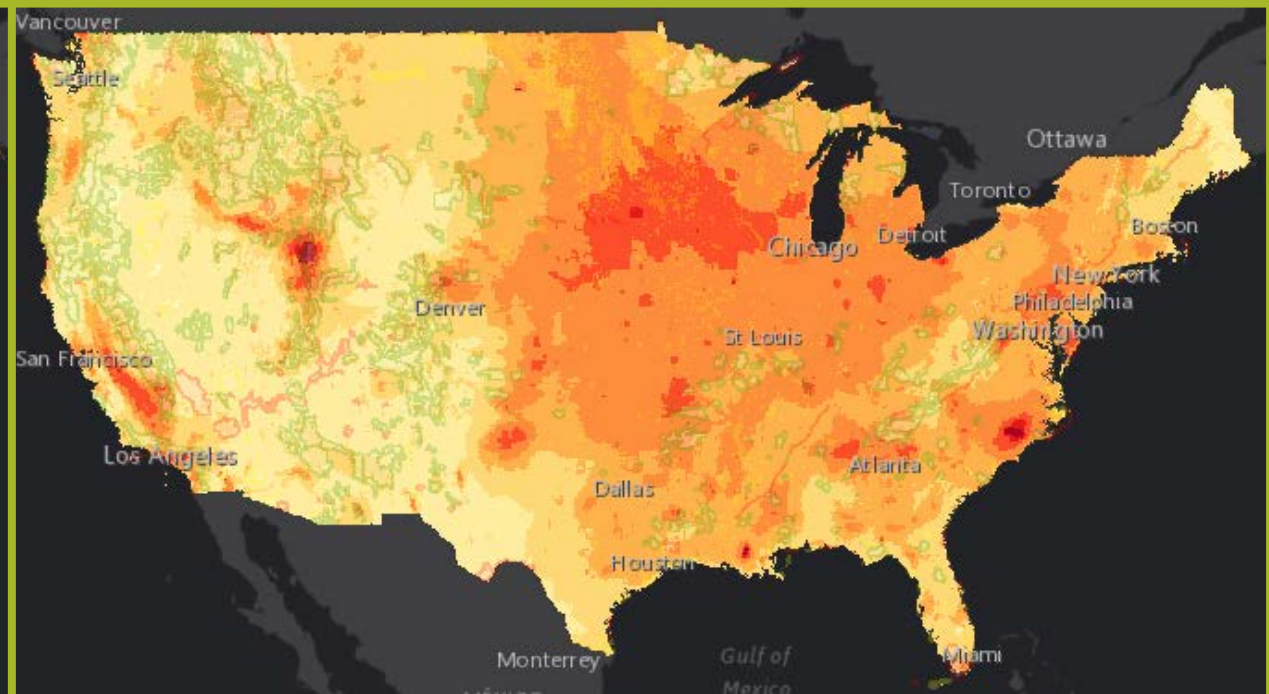 Vancouver
Seattle
Ottawa
Toronto
Boston
Chicago
Detroit
New York
Denver
Philadelphia
St Louis
Washington
San Francisco
Los Angeles
Atlanta
Dallas
Houston
Monterrey
Gulf of
Mexico
Miami